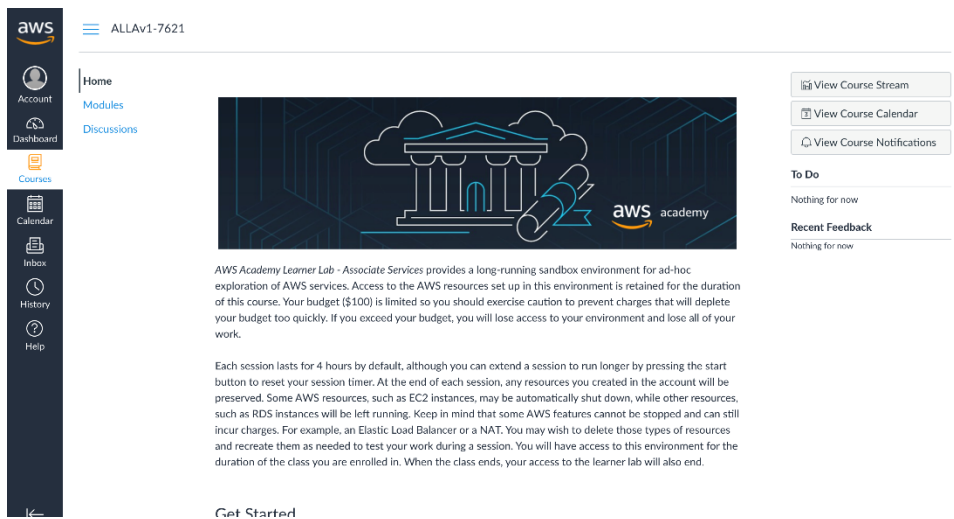 aws
ALLAv1-7621
Account
Dashboard
Courses
Calendar
Inbox
History
Help
Home
Modules
Discussions
aws academy
AWS Academy Learner Lab - Associate Services provides a long-running sandbox environment for ad-hoc
exploration of AWS services. Access to the AWS resources set up in this environment is retained for the duration
of this course. Your budget ($100) is limited so you should exercise caution to prevent charges that will deplete
your budget too quickly. If you exceed your budget, you will lose access to your environment and lose all of your
work.
Each session lasts for 4 hours by default, although you can extend a session to run longer by pressing the start
button to reset your session timer. At the end of each session, any resources you created in the account will be
preserved. Some AWS resources, such as EC2 instances, may be automatically shut down, while other resources,
such as RDS instances will be left running. Keep in mind that some AWS features cannot be stopped and can still
incur charges. For example, an Elastic Load Balancer or a NAT. You may wish to delete those types of resources
and recreate them as needed to test your work during a session. You will have access to this environment for the
duration of the class you are enrolled in. When the class ends, your access to the learner lab will also end.
Get Started
View Course Stream
View Course Calendar
View Course Notifications
To Do
Nothing for now
Recent Feedback
Nothing for now